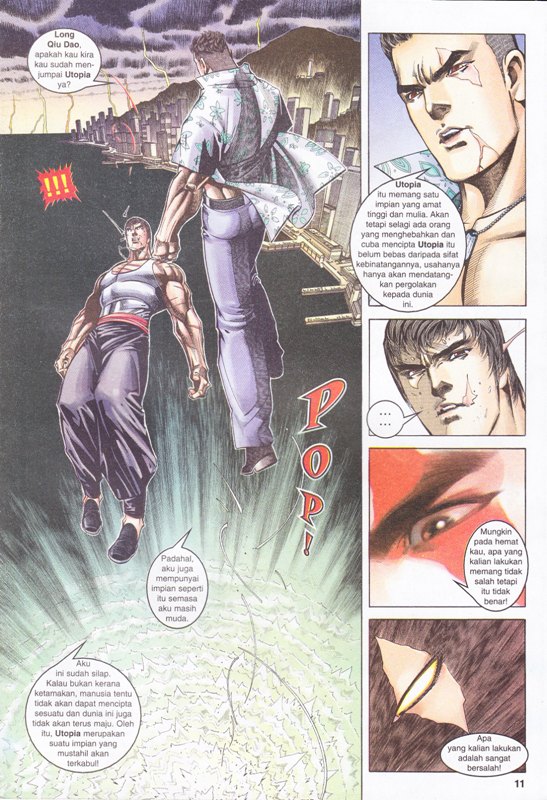 Long
Qiu Dao,
apakah kau kira
kau sudah men-
jumpai Utopia
ya?
!!!
POP!
Padahal,
aku juga
mempunyai
impian seperti
itu semasa
aku masih
muda.
Aku
ini sudah silap.
Kalau bukan kerana
ketamakan, manusia tentu
tidak akan dapat mencipta
sesuatu dan dunia ini juga
tidak akan terus maju. Oleh
itu, Utopia merupakan
suatu impian yang
mustahil akan
terkabul!
Utopia
itu memang satu
impian yang amat
tinggi dan mulia. Akan
tetapi selagi ada orang
yang menghebahkan dan
cuba mencipta Utopia itu
belum bebas daripada sifat
kebinatangannya, usahanya
hanya akan mendatang-
kan pergolakan
kepada dunia
ini.
...
...
Mungkin
pada hemat
kau, apa yang
kalian lakukan
memang tidak
salah tetapi
itu tidak
benar!
Apa
yang kalian lakukan
adalah sangat
bersalah!
11